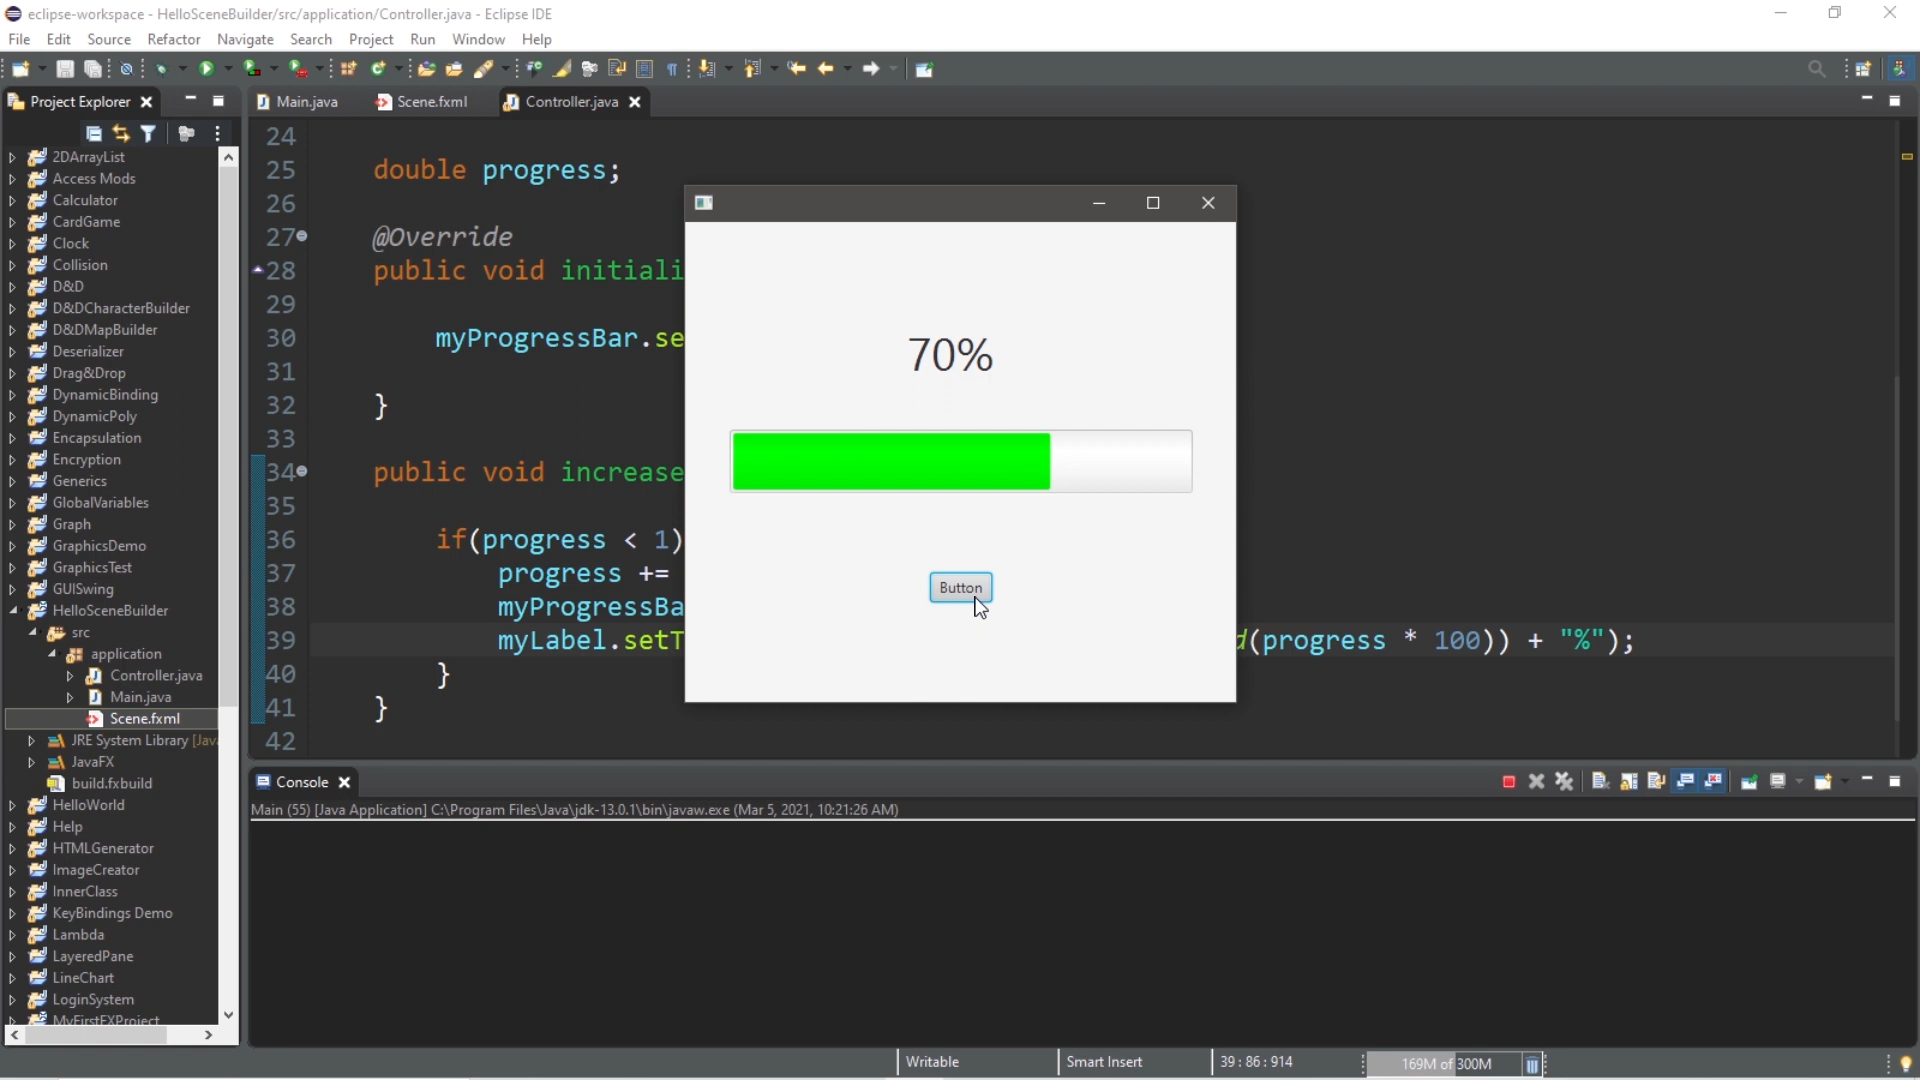 eclipse-workspace - HelloSceneBuilder/src/application/Controller.java - Eclipse IDE
File Edit Source Refactor Navigate Search Project Run Window Help
Project Explorer
2DArrayList
Access Mods
Calculator
CardGame
Clock
Collision
D&D
D&DCharacterBuilder
D&DMapBuilder
Deserializer
Drag&Drop
DynamicBinding
DynamicPoly
Encapsulation
Encryption
Generics
GlobalVariables
Graph
GraphicsDemo
GraphicsTest
GUISwing
HelloSceneBuilder
src
application
Controller.java
Main.java
Scene.fxml
JRE System Library [Java
JavaFX
build.fxbuild
HelloWorld
Help
HTMLGenerator
ImageCreator
InnerClass
KeyBindings Demo
Lambda
LayeredPane
LineChart
LoginSystem
MyFirstFXProject
Main.java Scene.fxml Controller.java
24
25 double progress;
26
27 @Override
28 public void initiali
29
30 myProgressBar.se
31
32 }
33
34 public void increase
35
36 if(progress < 1)
37 progress +=
38 myProgressBa
39 myLabel.setT d(progress * 100)) + "%");
40 }
41 }
42
70%
Button
Console
Main (55) [Java Application] C:\Program Files\Java\jdk-13.0.1\bin\javaw.exe (Mar 5, 2021, 10:21:26 AM)
Writable Smart Insert 39 : 86 : 914 169M of 300M